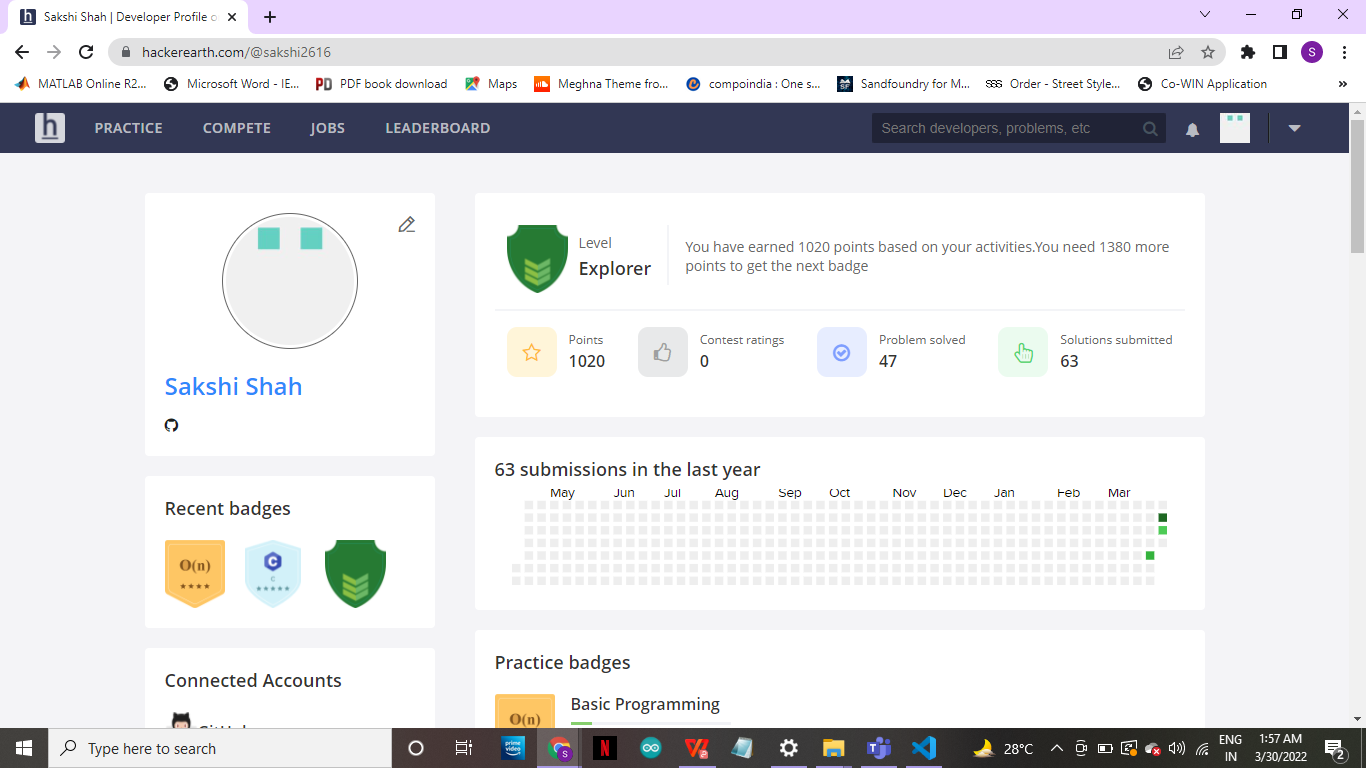 Sakshi Shah | Developer Profile o
hackerearth.com/@sakshi2616
S
MATLAB Online R2...
Microsoft Word - IE...
PDF book download
Maps
Meghna Theme fro...
compoindia : One s...
Sandfoundry for M...
Order - Street Style...
Co-WIN Application
»
h
PRACTICE
COMPETE
JOBS
LEADERBOARD
Search developers, problems, etc
Sakshi Shah
Level
Explorer
You have earned 1020 points based on your activities.You need 1380 more
points to get the next badge
Points
1020
Contest ratings
0
Problem solved
47
Solutions submitted
63
63 submissions in the last year
May Jun Jul Aug Sep Oct Nov Dec Jan Feb Mar
Recent badges
O(n)
C
C
Practice badges
Basic Programming
O(n)
Connected Accounts
Type here to search
prime video
N
28°C
ENG
IN
1:57 AM
3/30/2022
2